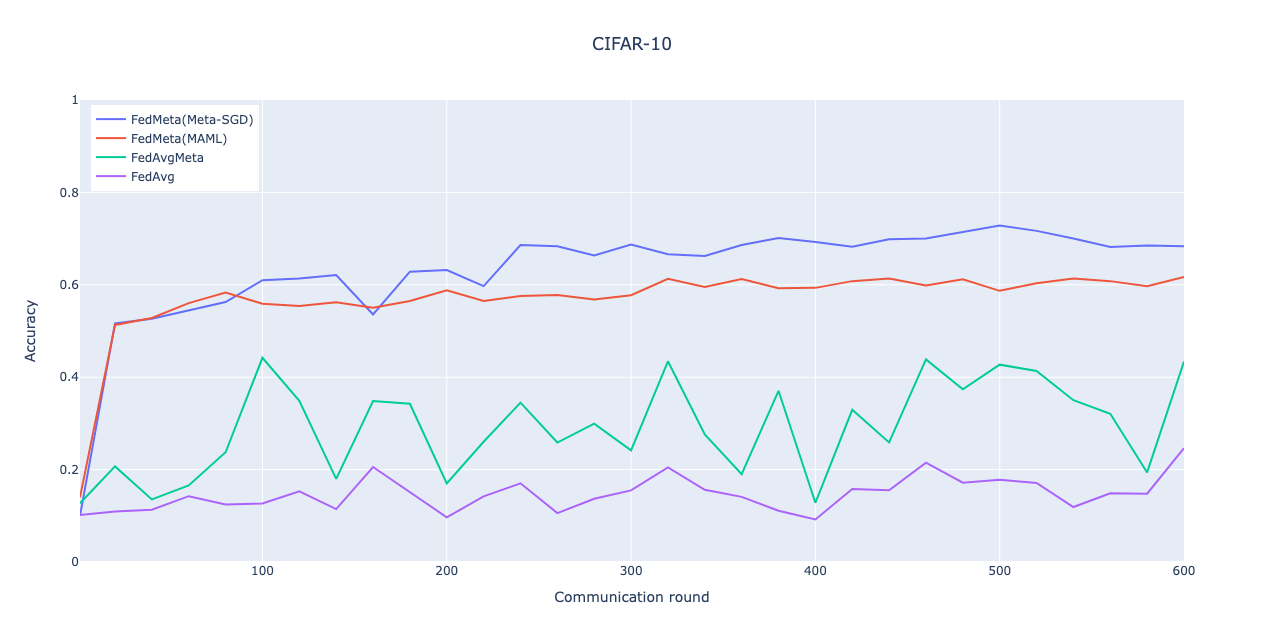 CIFAR-10
1
0.8
0.6
0.4
0.2
0
Accuracy
FedMeta(Meta-SGD)
FedMeta(MAML)
FedAvgMeta
FedAvg
100 200 300 400 500 600
Communication round